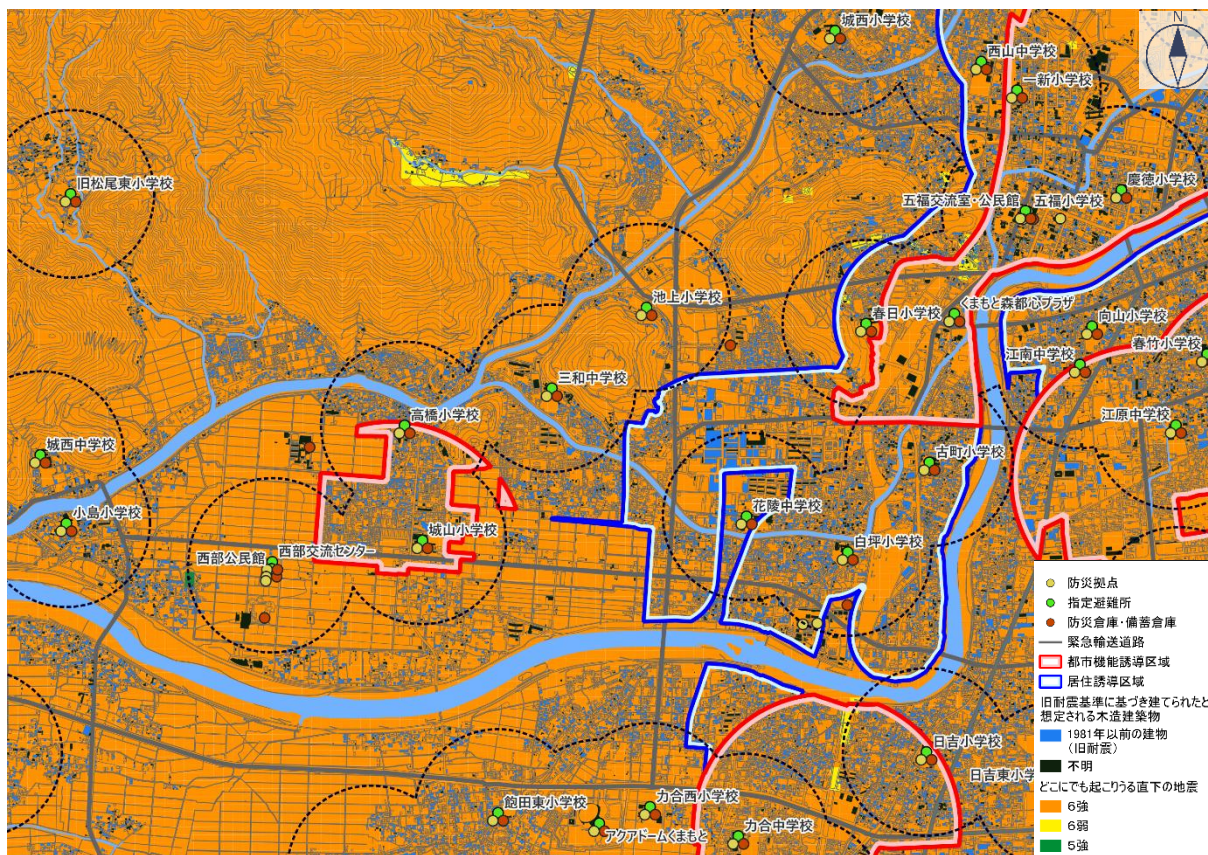 城西小学校
N
西山中学校
一新小学校
旧松尾東小学校
慶徳小学校
五福交流室・公民館
五福小学校
池上小学校
春日小学校
くまもと森都心プラザ
向山小学校
春竹小学校
江南中学校
三和中学校
高橋小学校
江原中学校
城西中学校
古町小学校
小島小学校
花陵中学校
城山小学校
白坪小学校
西部交流センター
西部公民館
日吉小学校
日吉東小学
力合西小学校
飽田東小学校
アクアドームくまもと
力合中学校
防災拠点
指定避難所
防災倉庫・備蓄倉庫
緊急輸送道路
都市機能誘導区域
居住誘導区域
旧耐震基準に基づき建てられたと
想定される木造建築物
1981年以前の建物
（旧耐震）
不明
どこにでも起こりうる直下の地震
6強
6弱
5強